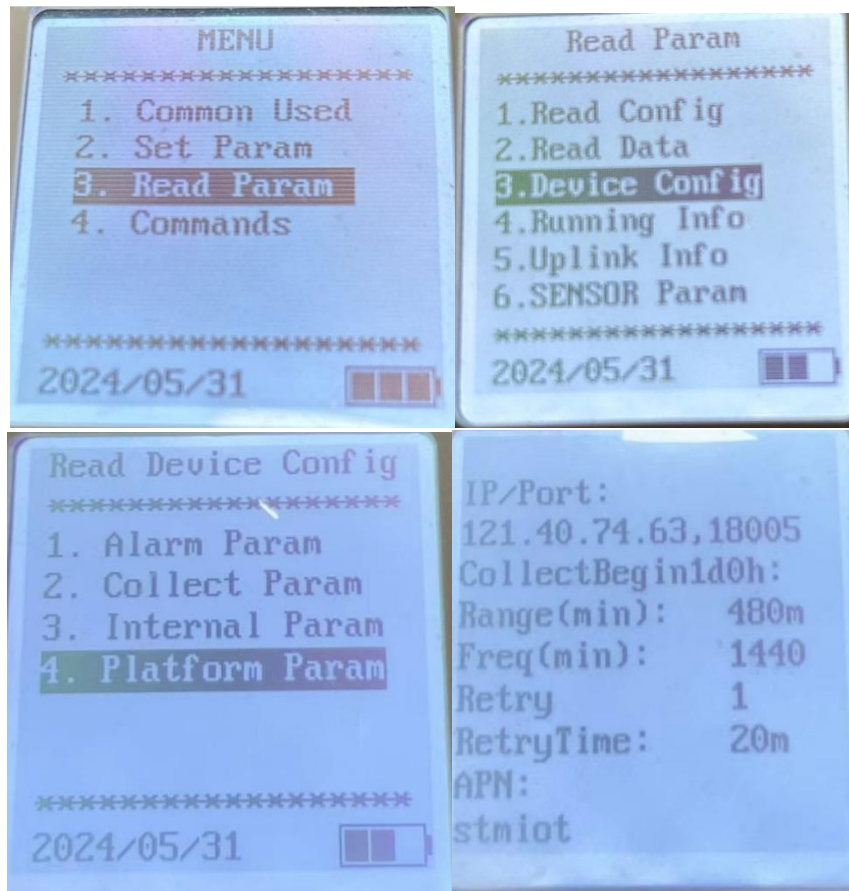 MENU
******************
1. Common Used
2. Set Param
3. Read Param
4. Commands
********************
2024/05/31
Read Param
******************
1.Read Config
2.Read Data
3.Device Config
4.Running Info
5.Uplink Info
6.SENSOR Param
******************
2024/05/31
Read Device Config
********************
1. Alarm Param
2. Collect Param
3. Internal Param
4. Platform Param
********************
2024/05/31
IP/Port:
121.40.74.63,18005
CollectBegin1d0h:
Range(min): 480m
Freq(min): 1440
Retry 1
RetryTime: 20m
APN:
stmiot